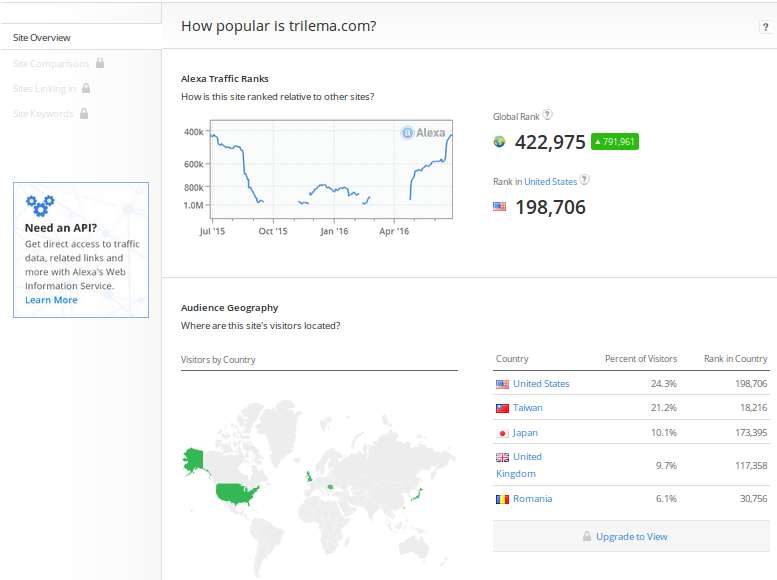 How popular is trilema.com?
?
Site Overview
Site Comparisons
Sites Linking in
Site Keywords
Need an API?
Get direct access to traffic
data, related links and
more with Alexa's Web
Information Service.
Learn More
Alexa Traffic Ranks
How is this site ranked relative to other sites?
Alexa
400k
600k
800k
1.0M
Jul '15 Oct '15 Jan '16 Apr '16
Global Rank ?
422,975 791,961
Rank in United States ?
198,706
Audience Geography
Where are this site's visitors located?
Visitors by Country
Country Percent of Visitors Rank in Country
United States 24.3% 198,706
Taiwan 21.2% 18,216
Japan 10.1% 173,395
United
Kingdom 9.7% 117,358
Romania 6.1% 30,756
Upgrade to View